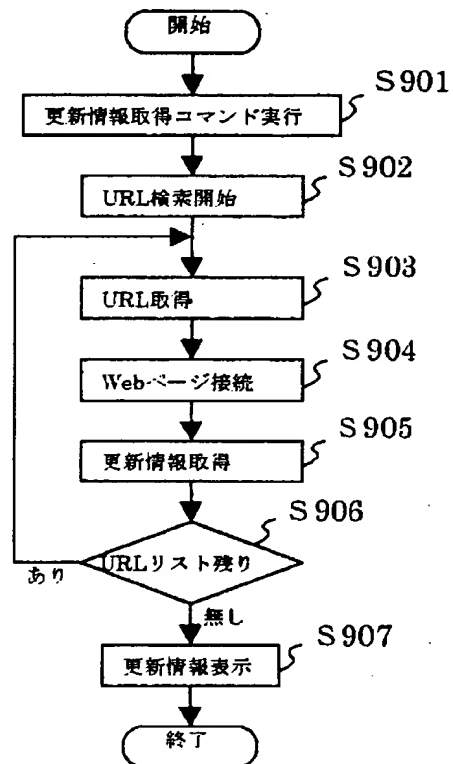 開始
S901
更新情報取得コマンド実行
S902
URL検索開始
S903
URL取得
S904
Webページ接続
S905
更新情報取得
S906
URLリスト残り
あり
無し
S907
更新情報表示
終了